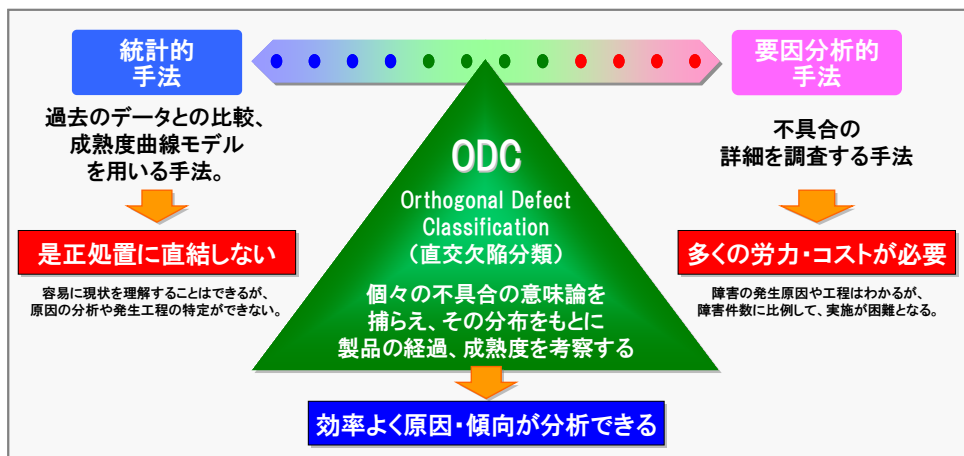 統計的
手法
過去のデータとの比較、
成熟度曲線モデル
を用いる手法。
是正処置に直結しない
容易に現状を理解することはできるが、
原因の分析や発生工程の特定ができない。
ODC
Orthogonal Defect
Classification
(直交欠陥分類)
個々の不具合の意味論を
捕らえ、その分布をもとに
製品の経過、成熟度を考察する
効率よく原因・傾向が分析できる
要因分析的
手法
不具合の
詳細を調査する手法
多くの労力・コストが必要
障害の発生原因や工程はわかるが、
障害件数に比例して、実施が困難となる。